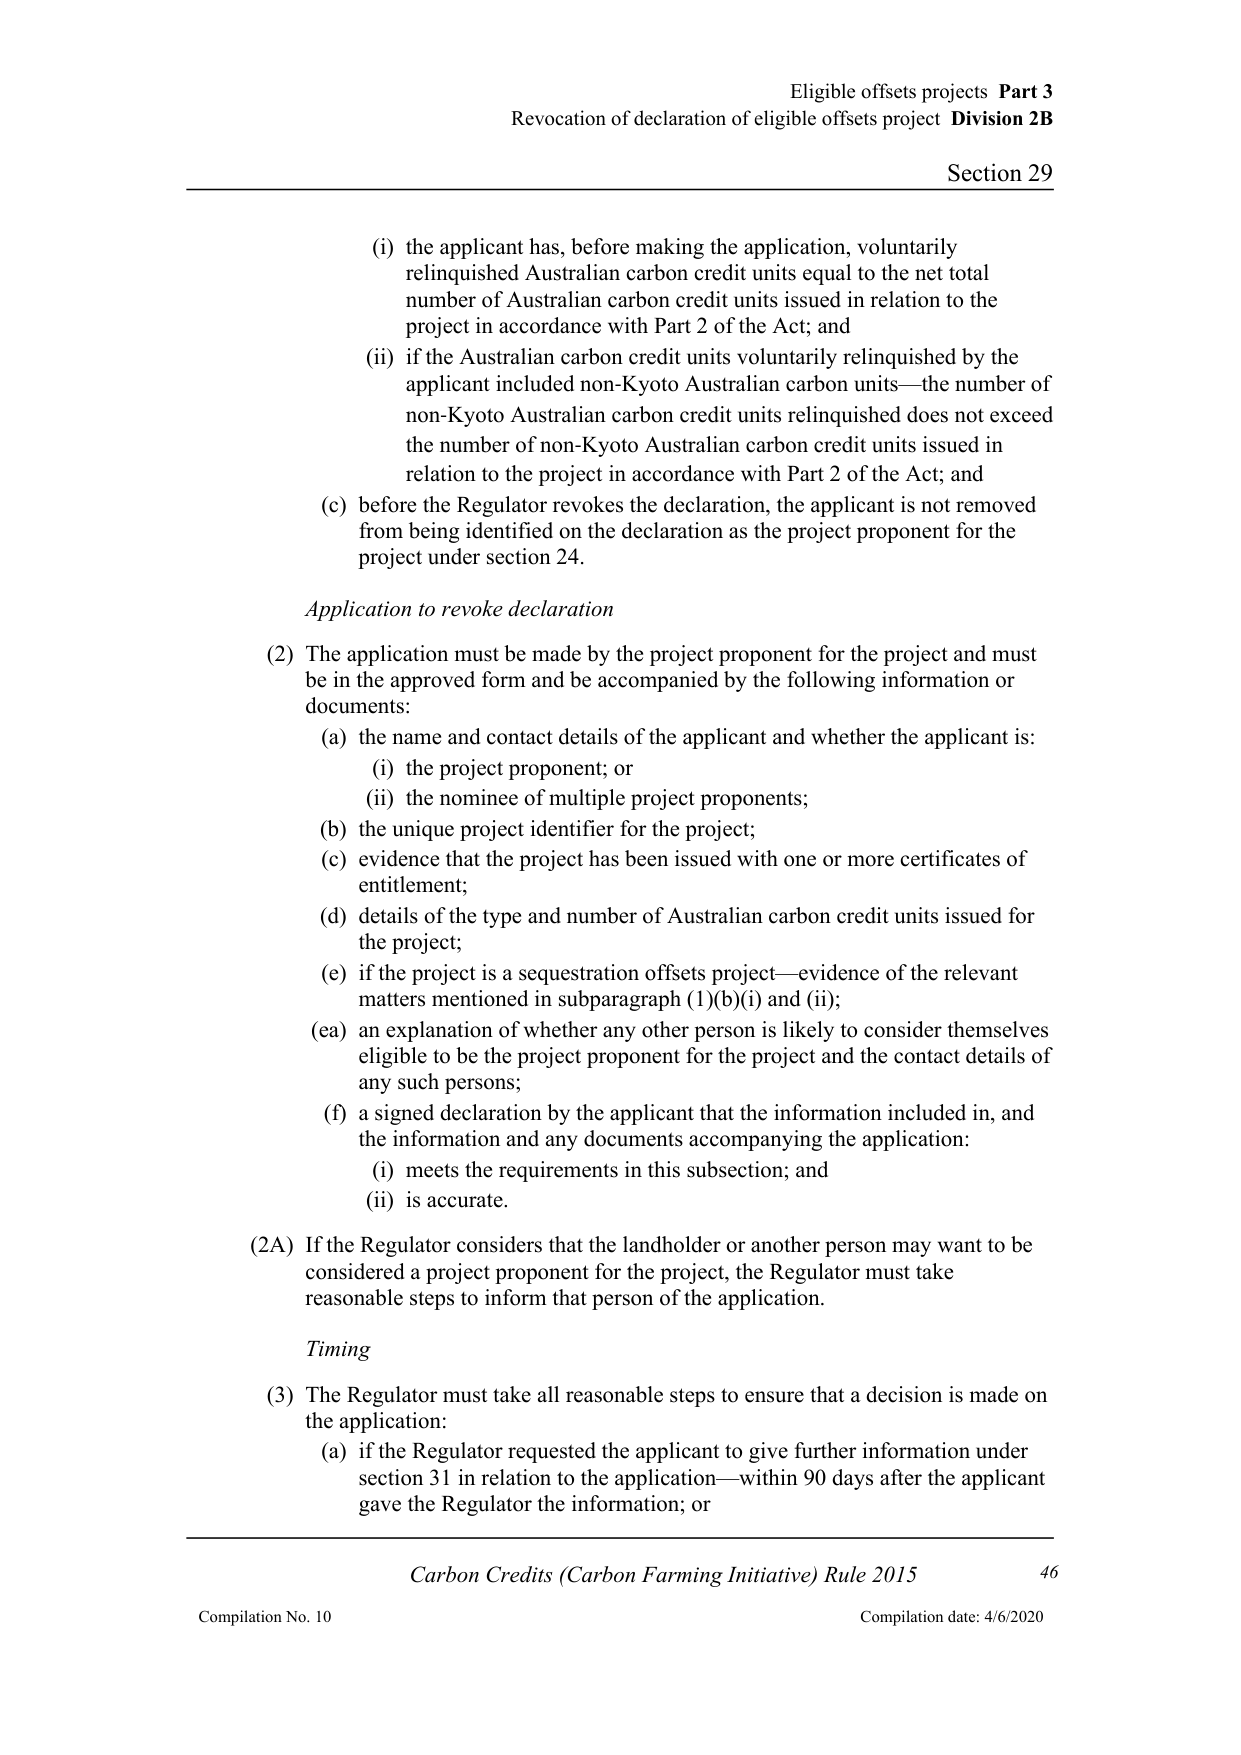 Eligible offsets projects Part 3
Revocation of declaration of eligible offsets project Division 2B
Section 29
(i) the applicant has, before making the application, voluntarily
relinquished Australian carbon credit units equal to the net total
number of Australian carbon credit units issued in relation to the
project in accordance with Part 2 of the Act; and
(ii) if the Australian carbon credit units voluntarily relinquished by the
applicant included non-Kyoto Australian carbon units—the number of
non-Kyoto Australian carbon credit units relinquished does not exceed
the number of non-Kyoto Australian carbon credit units issued in
relation to the project in accordance with Part 2 of the Act; and
(c) before the Regulator revokes the declaration, the applicant is not removed
from being identified on the declaration as the project proponent for the
project under section 24.
Application to revoke declaration
(2) The application must be made by the project proponent for the project and must
be in the approved form and be accompanied by the following information or
documents:
(a) the name and contact details of the applicant and whether the applicant is:
(i) the project proponent; or
(ii) the nominee of multiple project proponents;
(b) the unique project identifier for the project;
(c) evidence that the project has been issued with one or more certificates of
entitlement;
(d) details of the type and number of Australian carbon credit units issued for
the project;
(e) if the project is a sequestration offsets project—evidence of the relevant
matters mentioned in subparagraph (1)(b)(i) and (ii);
(ea) an explanation of whether any other person is likely to consider themselves
eligible to be the project proponent for the project and the contact details of
any such persons;
(f) a signed declaration by the applicant that the information included in, and
the information and any documents accompanying the application:
(i) meets the requirements in this subsection; and
(ii) is accurate.
(2A) If the Regulator considers that the landholder or another person may want to be
considered a project proponent for the project, the Regulator must take
reasonable steps to inform that person of the application.
Timing
(3) The Regulator must take all reasonable steps to ensure that a decision is made on
the application:
(a) if the Regulator requested the applicant to give further information under
section 31 in relation to the application—within 90 days after the applicant
gave the Regulator the information; or
Carbon Credits (Carbon Farming Initiative) Rule 2015 46
Compilation No. 10 Compilation date: 4/6/2020